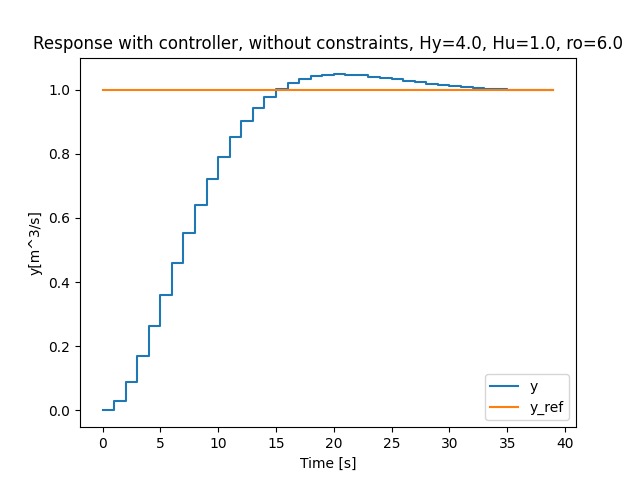 Response with controller, without constraints, Hy=4.0, Hu=1.0, ro=6.0
y[m^3/s]
1.0
0.8
0.6
0.4
0.2
0.0
y
y_ref
0 5 10 15 20 25 30 35 40
Time [s]